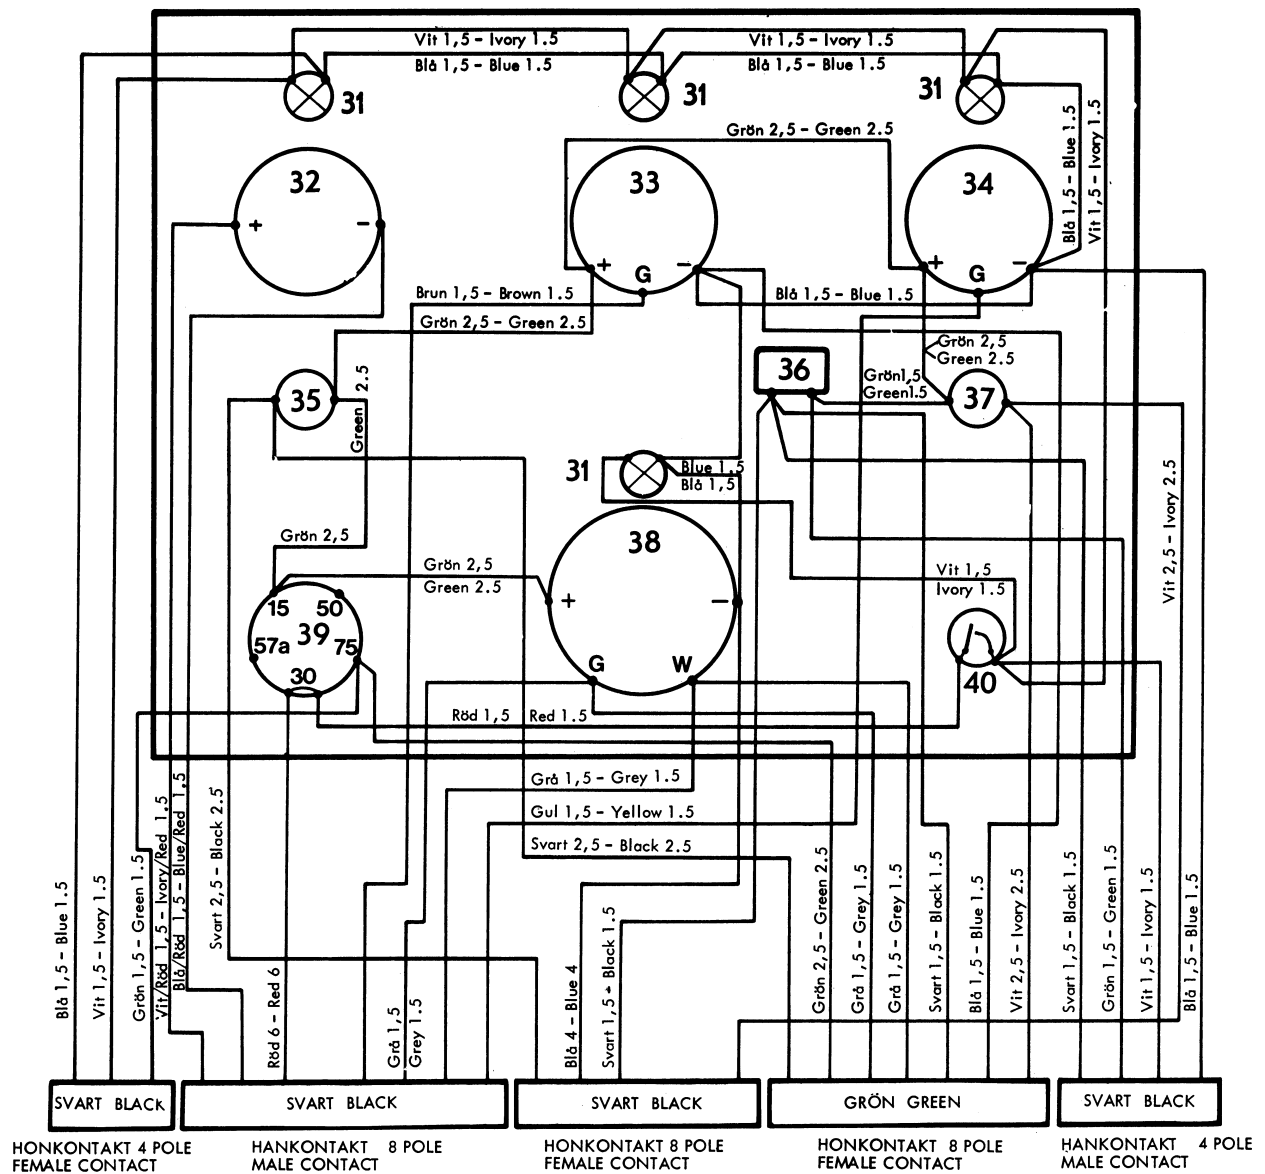 Vit 1,5 - Ivory 1.5
Vit 1,5 - Ivory 1.5
Blå 1,5 - Blue 1.5
Blå 1,5 - Blue 1.5
31
31
31
Blå 1,5 - Blue 1.5
Vit 1,5 - Ivory 1.5
Grön 2,5 - Green 2.5
32
33
34
+
-
+
G
-
+
G
-
Brun 1,5 - Brown 1.5
Blå 1,5 - Blue 1.5
Grön 2,5 - Green 2.5
Grön 2,5
Green 2.5
36
Grön1,5
Green1.5
35
Green 2.5
37
31
Blue 1.5
Blå 1,5
Vit 2,5 - Ivory 2.5
Grön 2,5
38
Grön 2,5
Green 2.5
Vit 1,5
Ivory 1.5
+
-
15
50
39
57a
75
30
G
W
40
Röd 1,5
Red 1.5
Grå 1,5 - Grey 1.5
Gul 1,5 - Yellow 1.5
Svart 2,5 - Black 2.5
Blå 1,5 - Blue 1.5
Vit 1,5 - Ivory 1.5
Grön 1,5 - Green 1.5
Vit/Röd 1,5 - Ivory/Red 1.5
Blå/Röd 1,5 - Blue/Red 1.5
Svart 2,5 - Black 2.5
Röd 6 - Red 6
Grå 1,5
Grey 1.5
Blå 4 - Blue 4
Svart 1,5 - Black 1.5
Grön 2,5 - Green 2.5
Grå 1,5 - Grey 1.5
Grå 1,5 - Grey 1.5
Svart 1,5 - Black 1.5
Blå 1,5 - Blue 1.5
Vit 2,5 - Ivory 2.5
Svart 1,5 - Black 1.5
Grön 1,5 - Green 1.5
Vit 1,5 - Ivory 1.5
Blå 1,5 - Blue 1.5
SVART BLACK
SVART BLACK
SVART BLACK
GRÖN GREEN
SVART BLACK
HONKONTAKT 4 POLE
FEMALE CONTACT
HANKONTAKT 8 POLE
MALE CONTACT
HONKONTAKT 8 POLE
FEMALE CONTACT
HONKONTAKT 8 POLE
FEMALE CONTACT
HANKONTAKT 4 POLE
MALE CONTACT